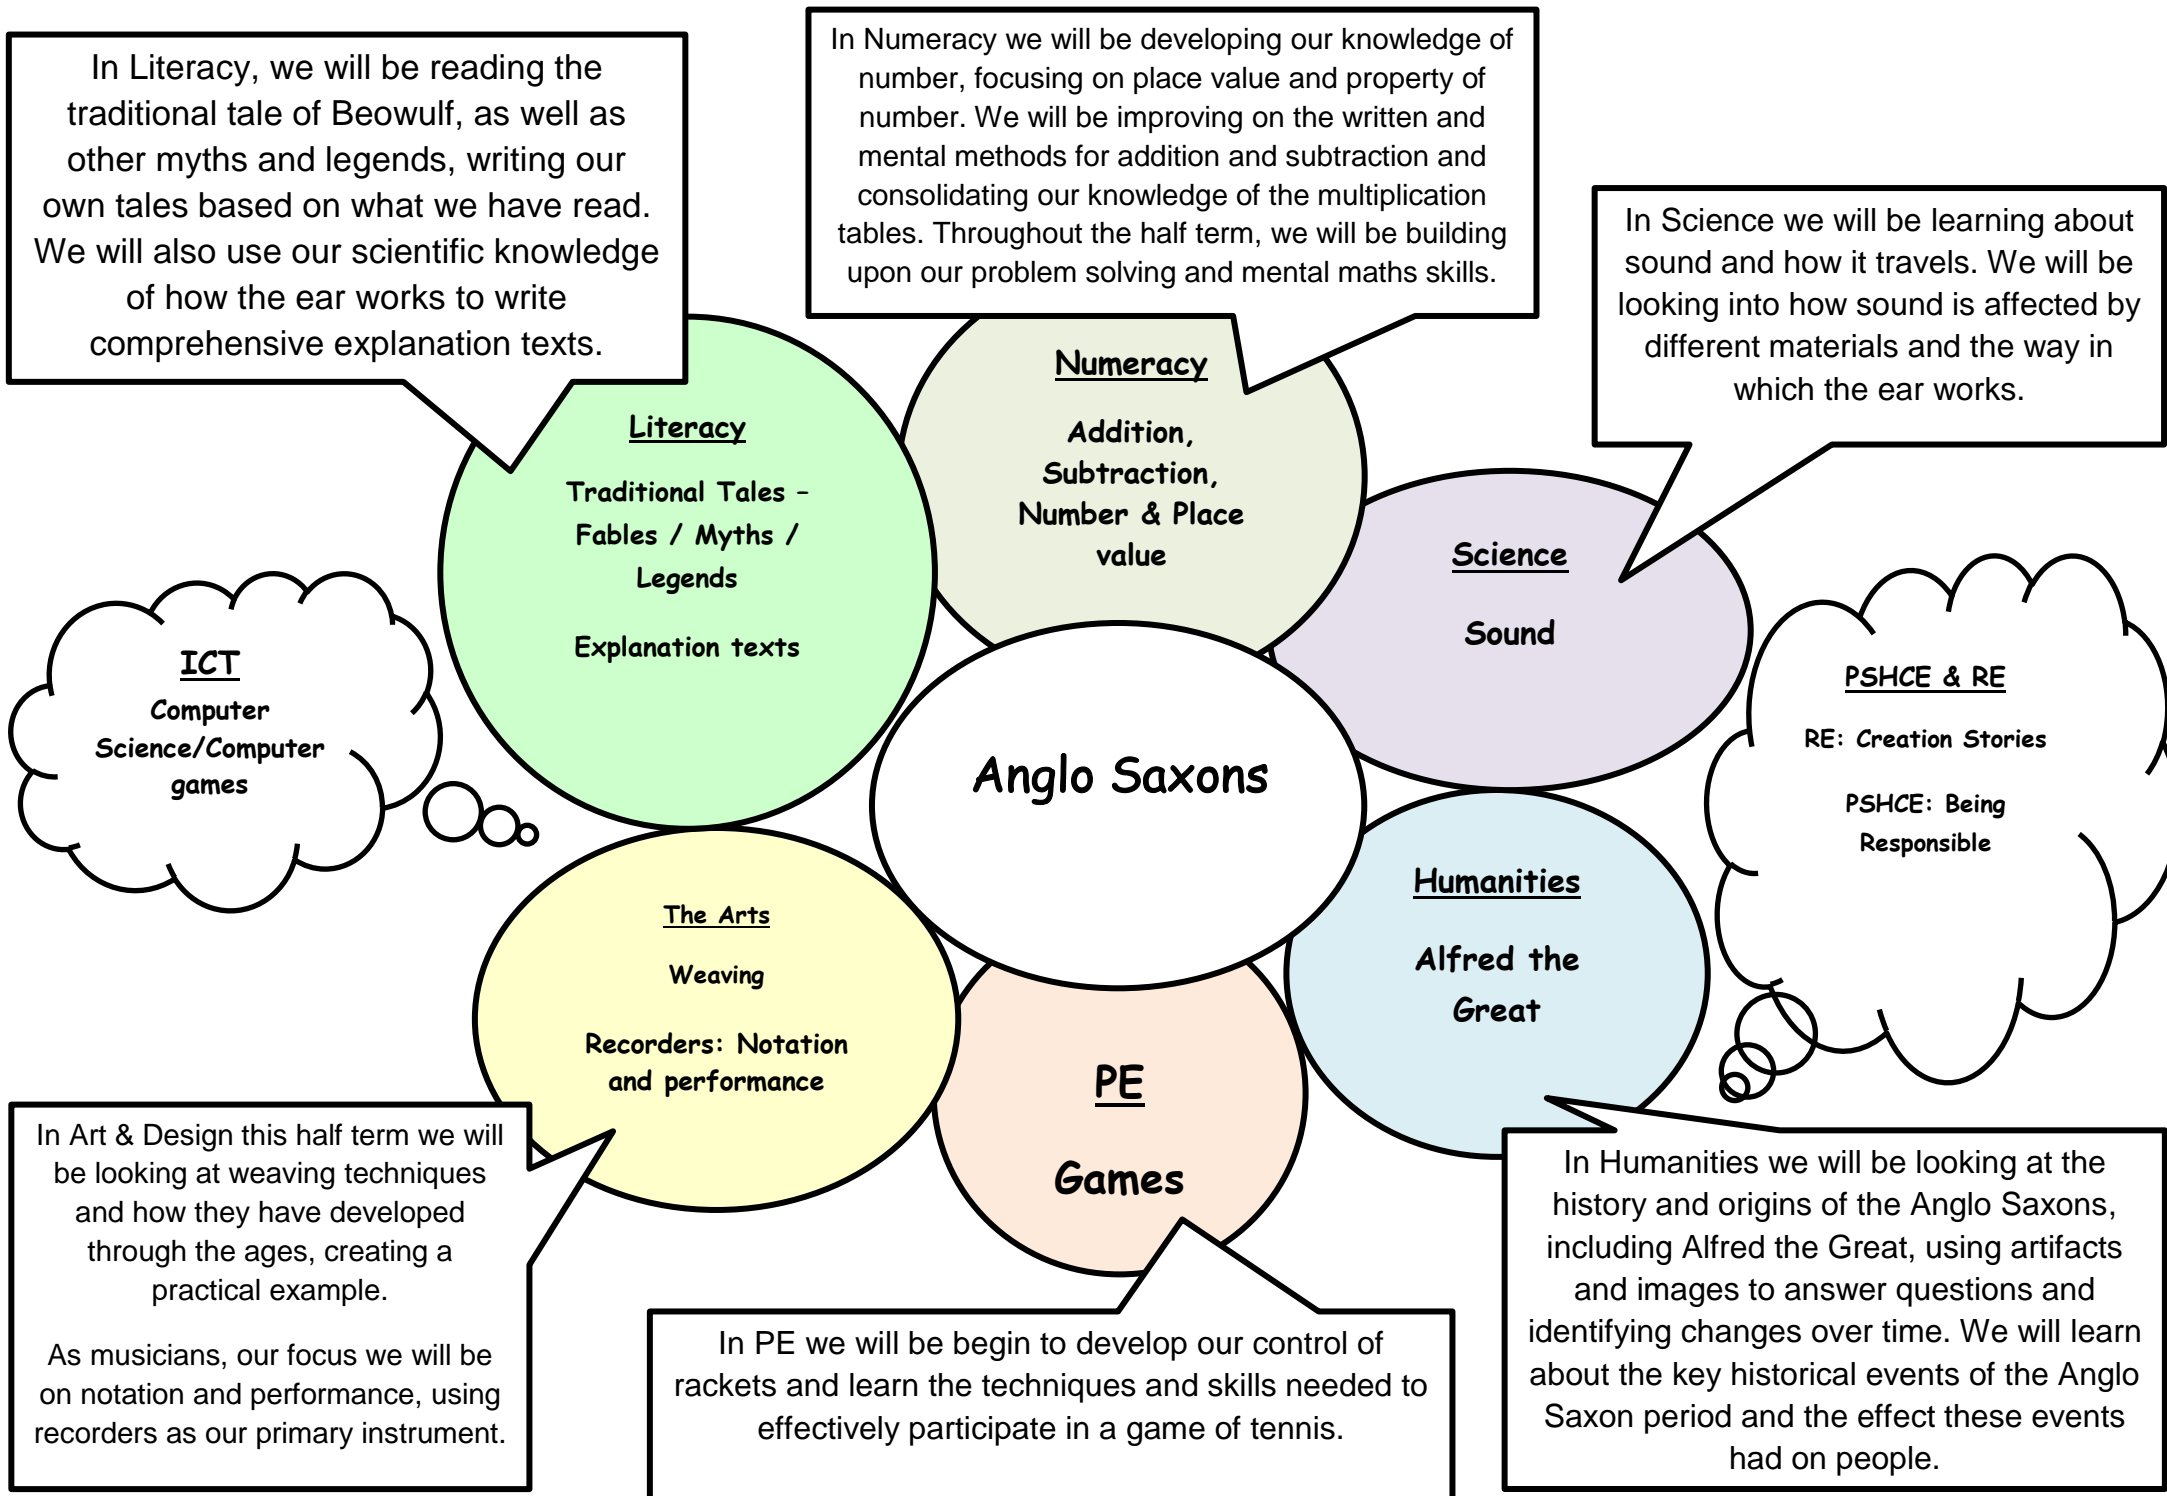 In Literacy, we will be reading the
traditional tale of Beowulf, as well as
other myths and legends, writing our
own tales based on what we have read.
We will also use our scientific knowledge
of how the ear works to write
comprehensive explanation texts.
In Numeracy we will be developing our knowledge of
number, focusing on place value and property of
number. We will be improving on the written and
mental methods for addition and subtraction and
consolidating our knowledge of the multiplication
tables. Throughout the half term, we will be building
upon our problem solving and mental maths skills.
In Science we will be learning about
sound and how it travels. We will be
looking into how sound is affected by
different materials and the way in
which the ear works.
Literacy
Traditional Tales –
Fables / Myths /
Legends
Explanation texts
Numeracy
Addition,
Subtraction,
Number & Place
value
Science
Sound
ICT
Computer
Science/Computer
games
Anglo Saxons
PSHCE & RE
RE: Creation Stories
PSHCE: Being
Responsible
The Arts
Weaving
Recorders: Notation
and performance
PE
Games
Humanities
Alfred the
Great
In Art & Design this half term we will
be looking at weaving techniques
and how they have developed
through the ages, creating a
practical example.
As musicians, our focus we will be
on notation and performance, using
recorders as our primary instrument.
In PE we will be begin to develop our control of
rackets and learn the techniques and skills needed to
effectively participate in a game of tennis.
In Humanities we will be looking at the
history and origins of the Anglo Saxons,
including Alfred the Great, using artifacts
and images to answer questions and
identifying changes over time. We will learn
about the key historical events of the Anglo
Saxon period and the effect these events
had on people.